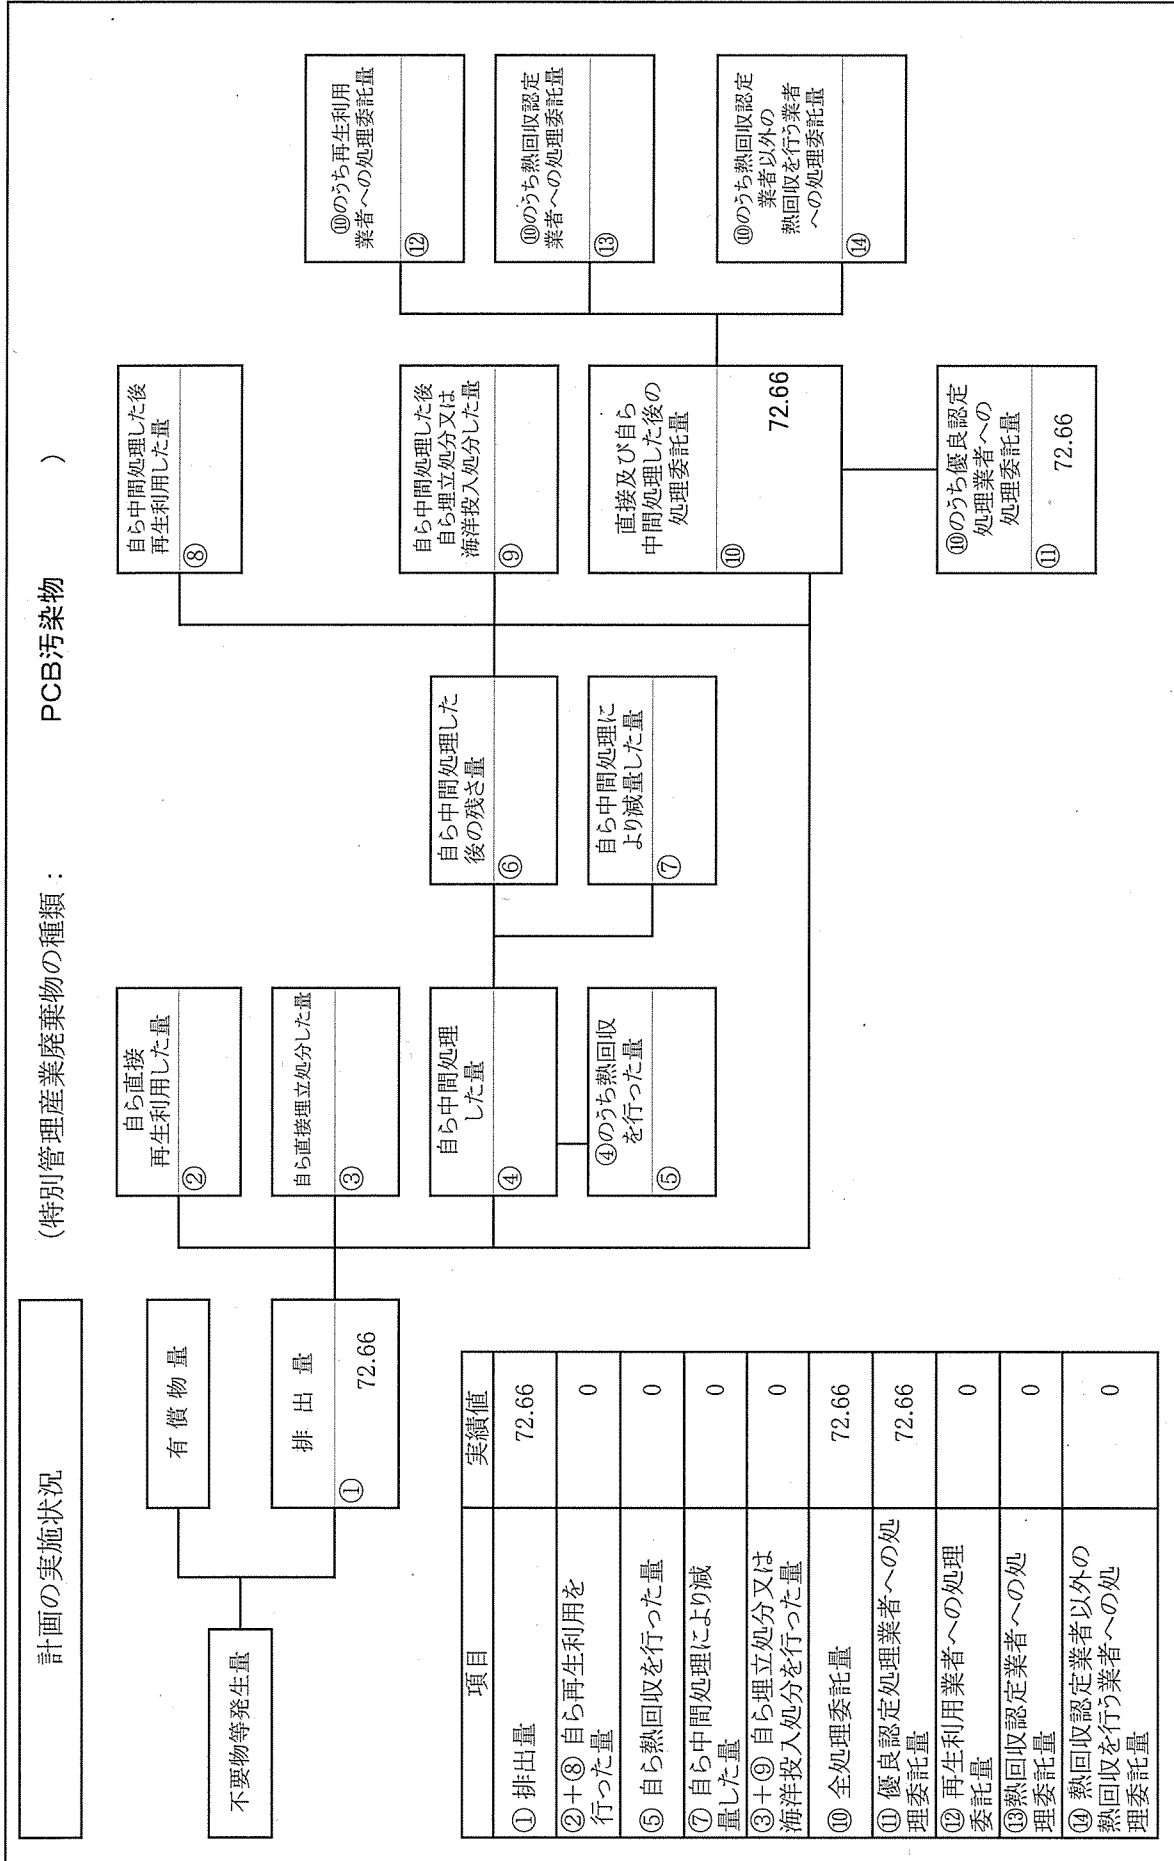 計画の実施状況
(特別管理産業廃棄物の種類：　PCB汚染物　)
不要物等発生量
有 償 物 量
排 出 量
① 72.66
自ら直接
再生利用した量
②
自ら直接埋立処分した量
③
自ら中間処理
した量
④
④のうち熱回収
を行った量
⑤
自ら中間処理した
後の残さ量
⑥
自ら中間処理に
より減量した量
⑦
自ら中間処理した後
再生利用した量
⑧
自ら中間処理した後
自ら埋立処分又は
海洋投入処分した量
⑨
直接及び自ら
中間処理した後の
処理委託量
⑩ 72.66
⑩のうち優良認定
処理業者への
処理委託量
⑪ 72.66
⑩のうち再生利用
業者への処理委託量
⑫
⑩のうち熱回収認定
業者への処理委託量
⑬
⑩のうち熱回収認定
業者以外の
熱回収を行う業者
への処理委託量
⑭
項目 実績値
① 排出量 72.66
②+⑧ 自ら再生利用を
行った量 0
⑤ 自ら熱回収を行った量 0
⑦ 自ら中間処理により減
量した量 0
③+⑨ 自ら埋立処分又は
海洋投入処分を行った量 0
⑩ 全処理委託量 72.66
⑪ 優良認定処理業者への処
理委託量 72.66
⑫ 再生利用業者への処理
委託量 0
⑬熱回収認定業者への処
理委託量 0
⑭ 熱回収認定業者以外の
熱回収を行う業者への処
理委託量 0